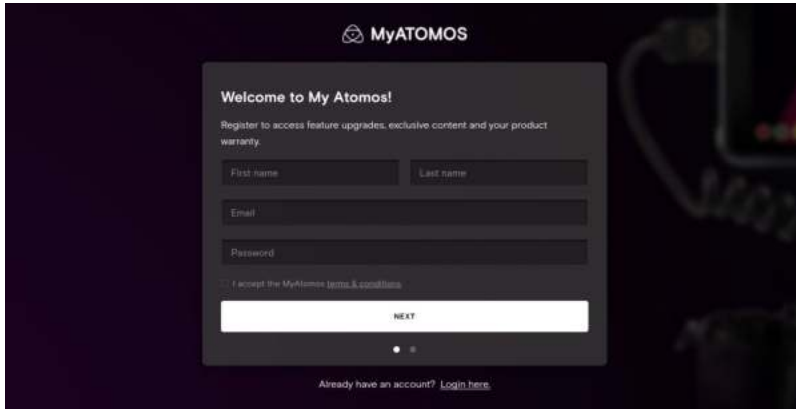 MyATOMOS
Welcome to My Atomos!
Register to access feature upgrades, exclusive content and your product
warranty.
First name
Last name
Email
Password
I accept the MyAtomos terms & conditions
NEXT
Already have an account? Login here.